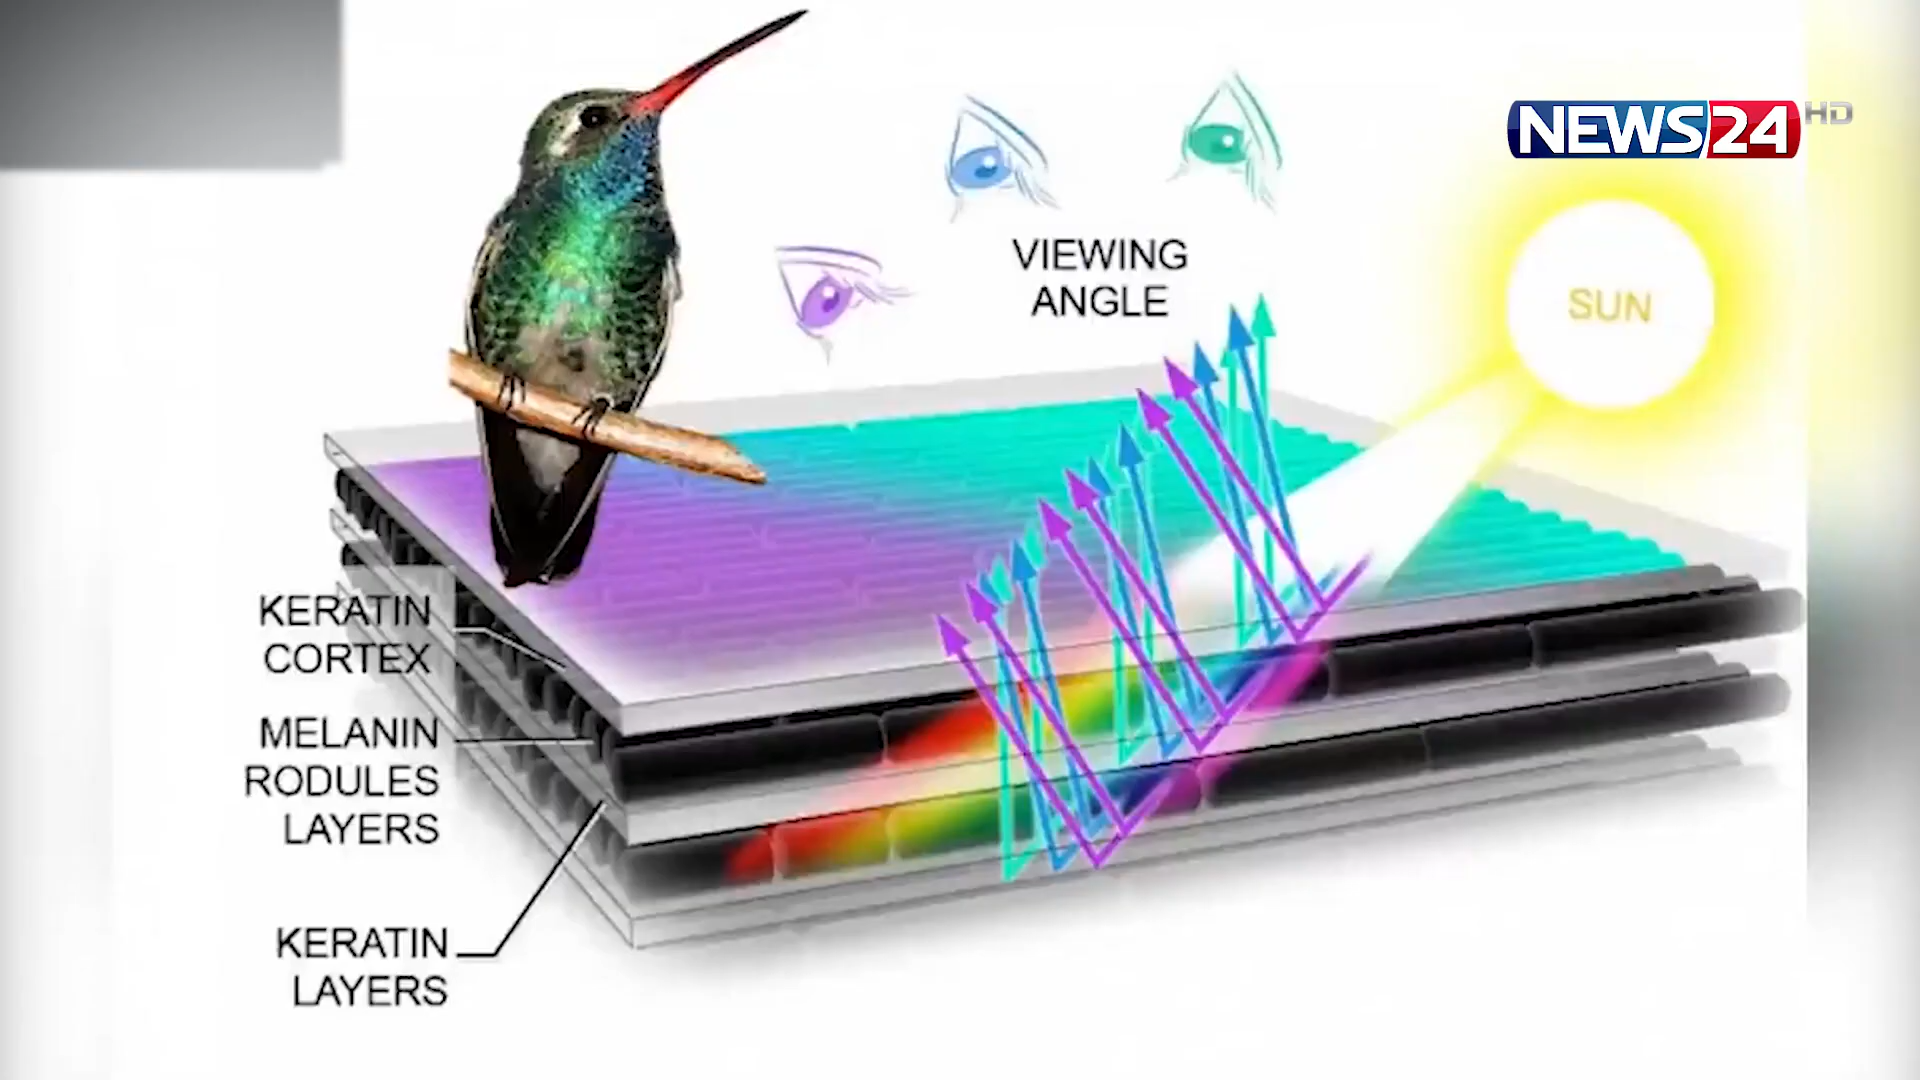 NEWS24 HD
VIEWING
ANGLE
SUN
KERATIN
CORTEX
MELANIN
RODULES
LAYERS
KERATIN
LAYERS